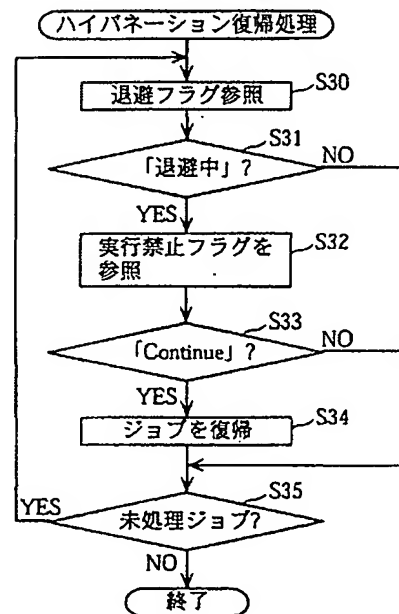 ハイバネーション復帰処理
退避フラグ参照
S30
「退避中」?
S31
NO
YES
実行禁止フラグを
参照
S32
「Continue」?
S33
NO
YES
ジョブを復帰
S34
未処理ジョブ?
S35
YES
NO
終了